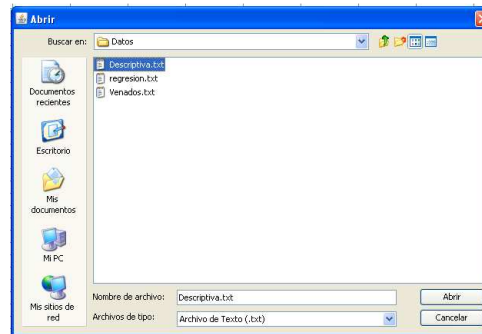 Abrir
Buscar en: Datos
Documentos
recientes
Escritorio
Mis
documentos
Mi PC
Mis sitios de
red
Descriptiva.txt
regresion.txt
Venados.txt
Nombre de archivo: Descriptiva.txt Abrir
Archivos de tipo: Archivo de Texto (.txt) Cancelar